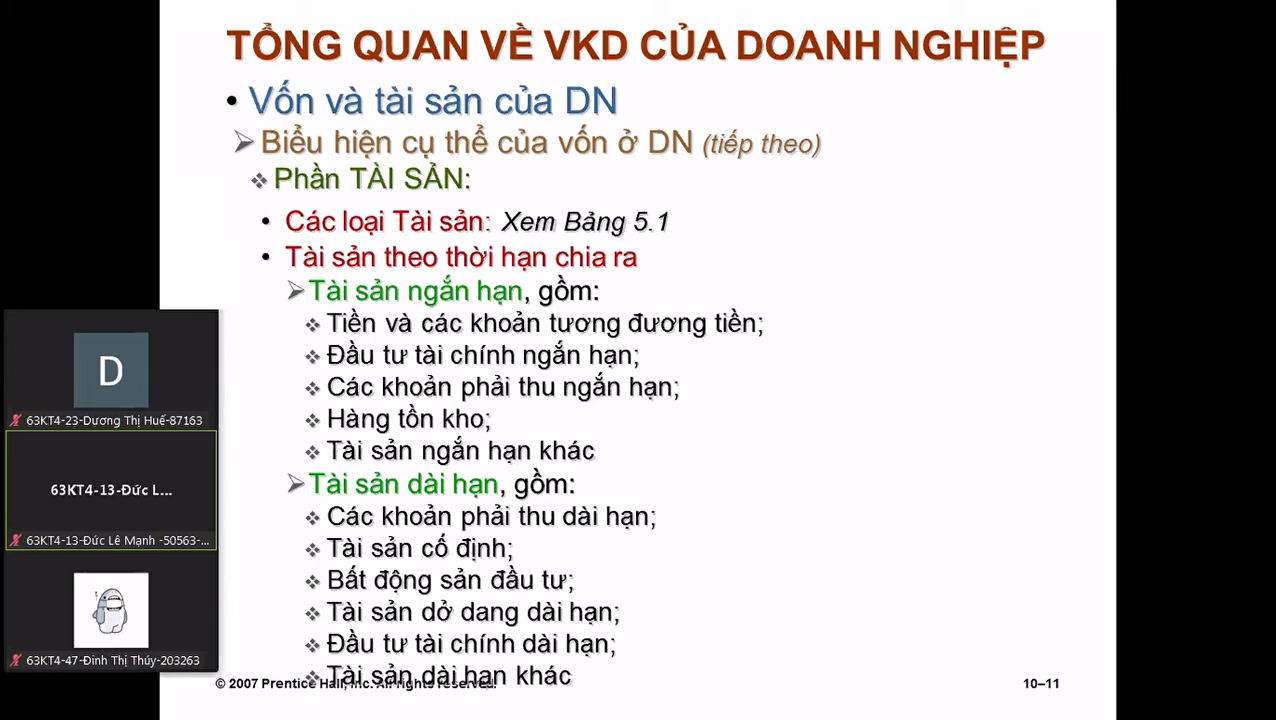 TỔNG QUAN VỀ VKD CỦA DOANH NGHIỆP
• Vốn và tài sản của DN
Biểu hiện cụ thể của vốn ở DN (tiếp theo)
Phần TÀI SẢN:
• Các loại Tài sản: Xem Bảng 5.1
• Tài sản theo thời hạn chia ra
Tài sản ngắn hạn, gồm:
Tiền và các khoản tương đương tiền;
Đầu tư tài chính ngắn hạn;
Các khoản phải thu ngắn hạn;
Hàng tồn kho;
Tài sản ngắn hạn khác
Tài sản dài hạn, gồm:
Các khoản phải thu dài hạn;
Tài sản cố định;
Bất động sản đầu tư;
Tài sản dở dang dài hạn;
Đầu tư tài chính dài hạn;
Tài sản dài hạn khác
© 2007 Prentice Hall, Inc. All rights reserved.
10–11
D
63KT4-23-Dương Thị Huế-87163
63KT4-13-Đức L...
63KT4-13-Đức Lê Mạnh -50563-...
63KT4-47-Đinh Thị Thúy-203263